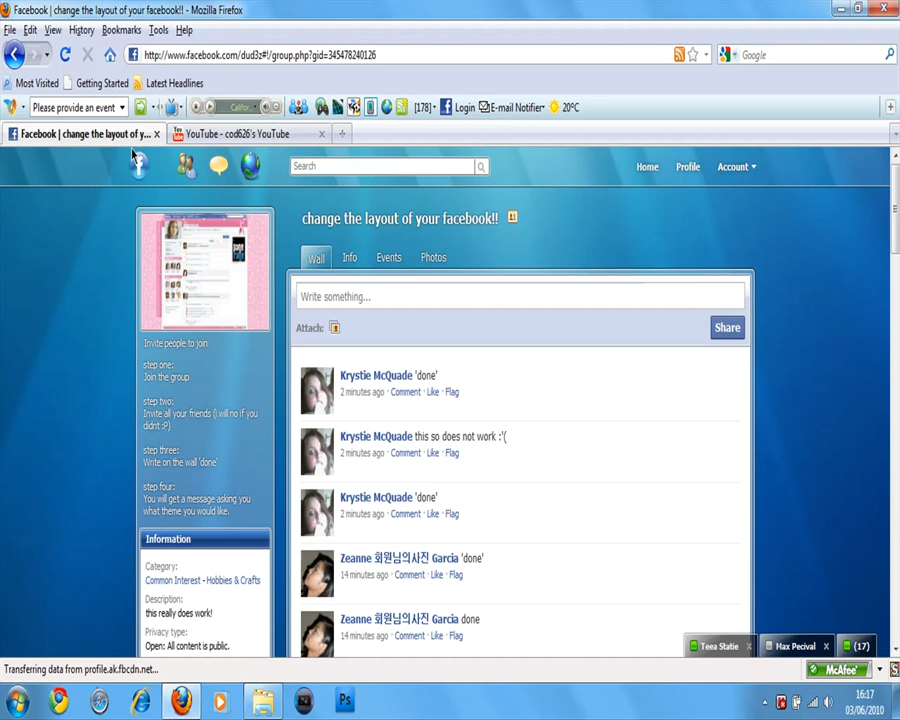 Facebook | change the layout of your facebook!! - Mozilla Firefox
File Edit View History Bookmarks Tools Help
http://www.facebook.com/dud3z#!/group.php?gid=345478240126
Google
Most Visited Getting Started Latest Headlines
Please provide an event Califor [178] Login E-mail Notifier 20°C
Facebook | change the layout of y... YouTube - cod626's YouTube
Search Home Profile Account
change the layout of your facebook!!
Wall Info Events Photos
Write something...
Attach: Share
Invite people to join
step one:
Join the group
step two:
Invite all your friends (i will no if you
didnt :P)
step three:
Write on the wall 'done'
step four:
You will get a message asking you
what theme you would like.
Information
Category:
Common Interest - Hobbies & Crafts
Description:
this really does work!
Privacy type:
Open: All content is public.
Krystie McQuade 'done'
2 minutes ago · Comment · Like · Flag
Krystie McQuade this so does not work :'(
2 minutes ago · Comment · Like · Flag
Krystie McQuade 'done'
2 minutes ago · Comment · Like · Flag
Zeanne 회원님의사진 Garcia 'done'
14 minutes ago · Comment · Like · Flag
Zeanne 회원님의사진 Garcia done
14 minutes ago · Comment · Like · Flag
Teea Statie x Max Pecival x (17)
Transferring data from profile.ak.fbcdn.net...
McAfee
S
Ps
16:17
03/06/2010